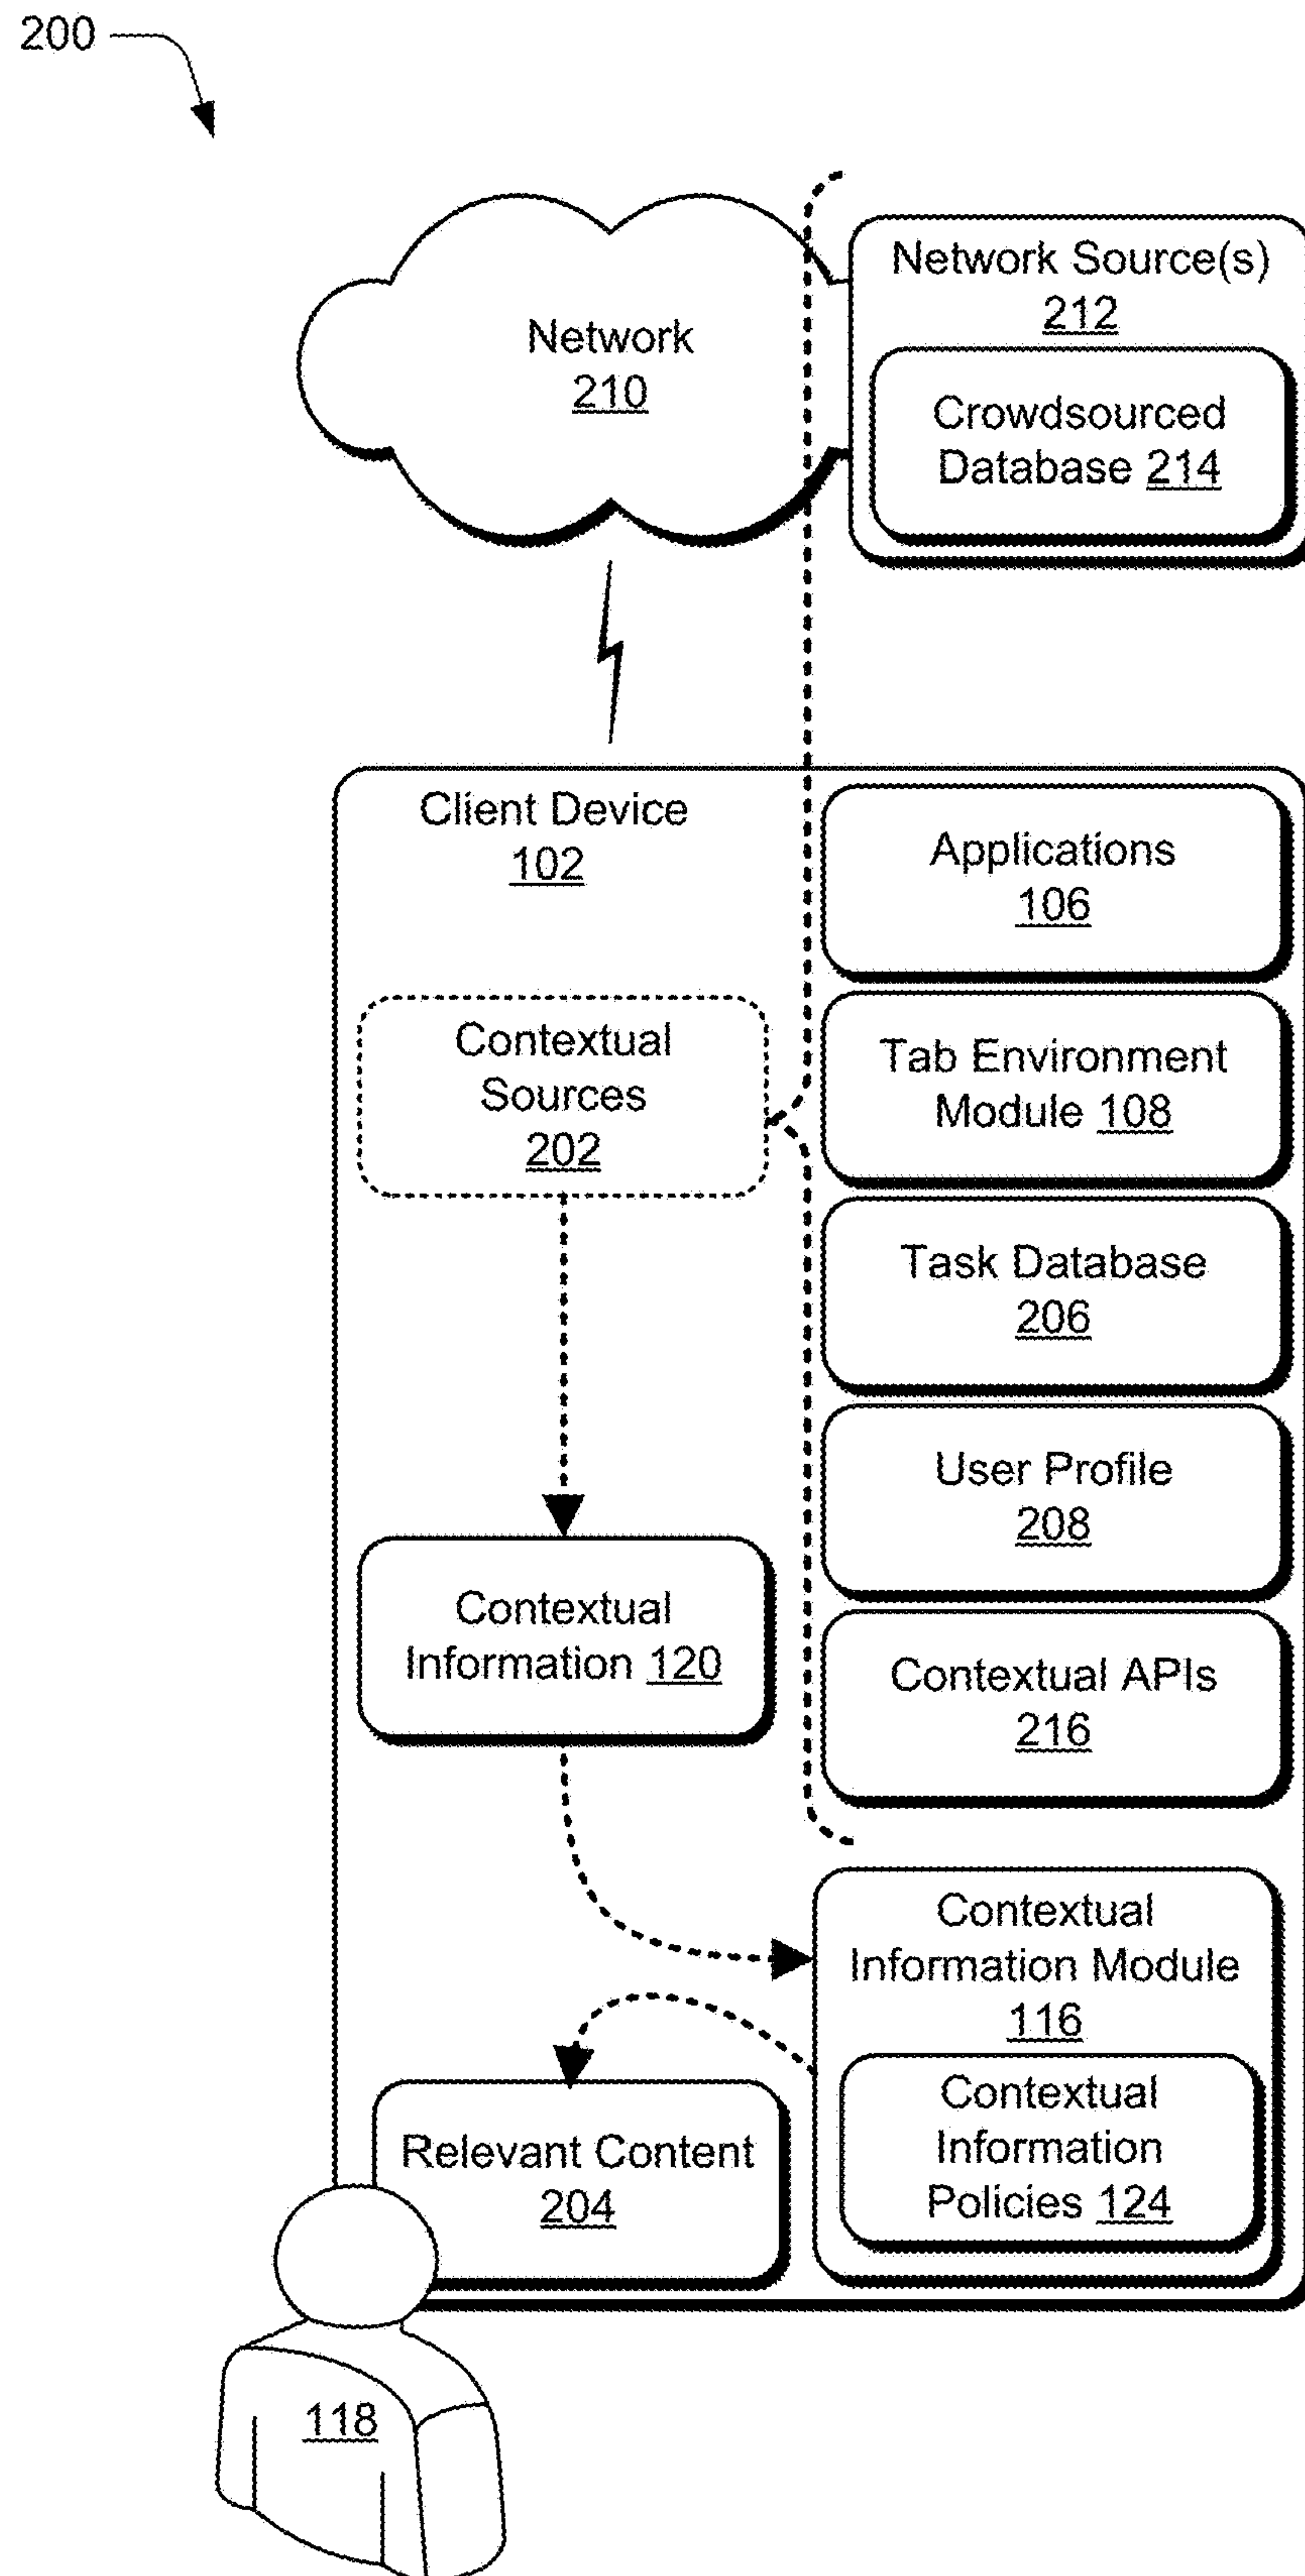 200
Network Source(s)
212
Network
210
Crowdsourced
Database 214
Client Device
102
Applications
106
Contextual
Sources
202
Tab Environment
Module 108
Task Database
206
User Profile
208
Contextual
Information 120
Contextual APIs
216
Contextual
Information Module
116
Contextual
Information
Policies 124
Relevant Content
204
118